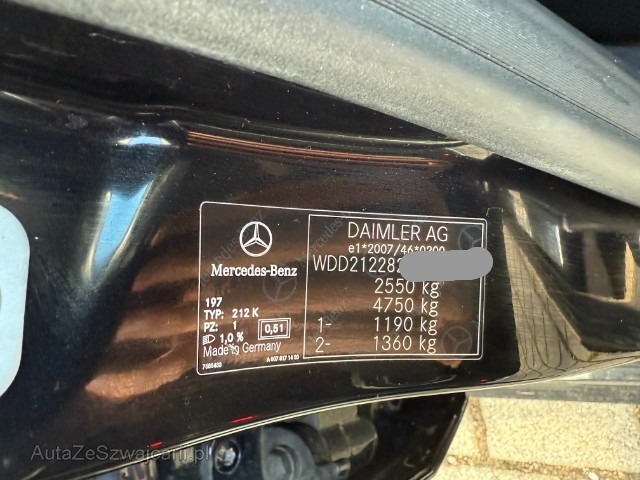 Mercedes-Benz
197
TYP: 212 K
PZ: 1
1,0 %
0,51
Made in Germany
DAIMLER AG
e1*2007/46*0200
WDD21228
2550 kg
4750 kg
1- 1190 kg
2- 1360 kg
AutaZeSzwajcarii.pl